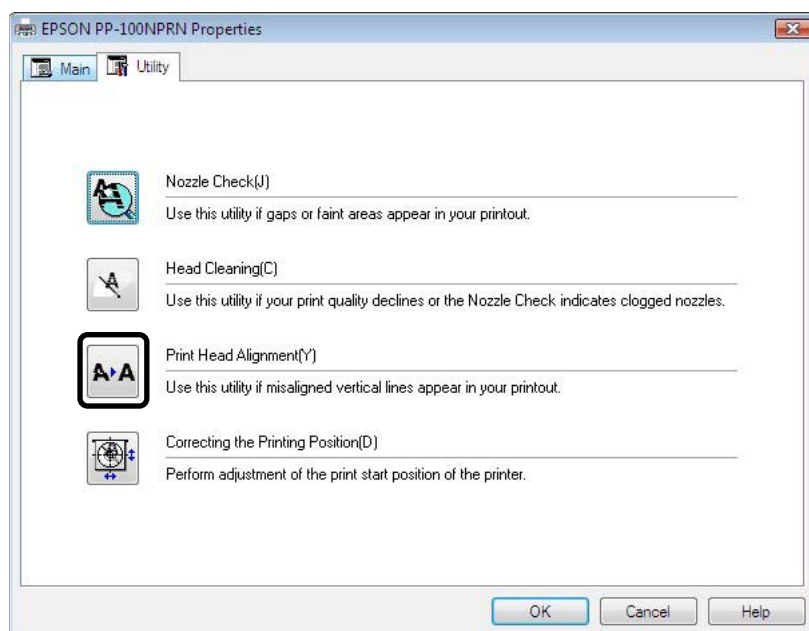 EPSON PP-100NPRN Properties
Main Utility
Nozzle Check(J)
Use this utility if gaps or faint areas appear in your printout.
Head Cleaning(C)
Use this utility if your print quality declines or the Nozzle Check indicates clogged nozzles.
Print Head Alignment(Y)
Use this utility if misaligned vertical lines appear in your printout.
Correcting the Printing Position(D)
Perform adjustment of the print start position of the printer.
OK Cancel Help